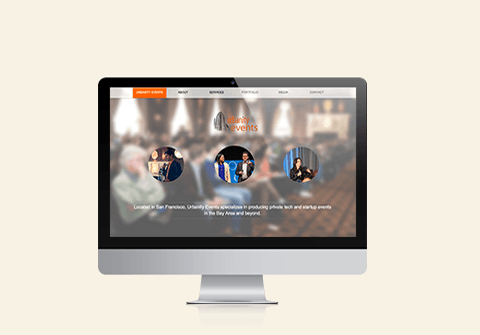 URBANITY EVENTS ABOUT SERVICES PORTFOLIO MEDIA CONTACT
urbanity
events
Located in San Francisco, Urbanity Events specializes in producing private tech and startup events
in the Bay Area and beyond.